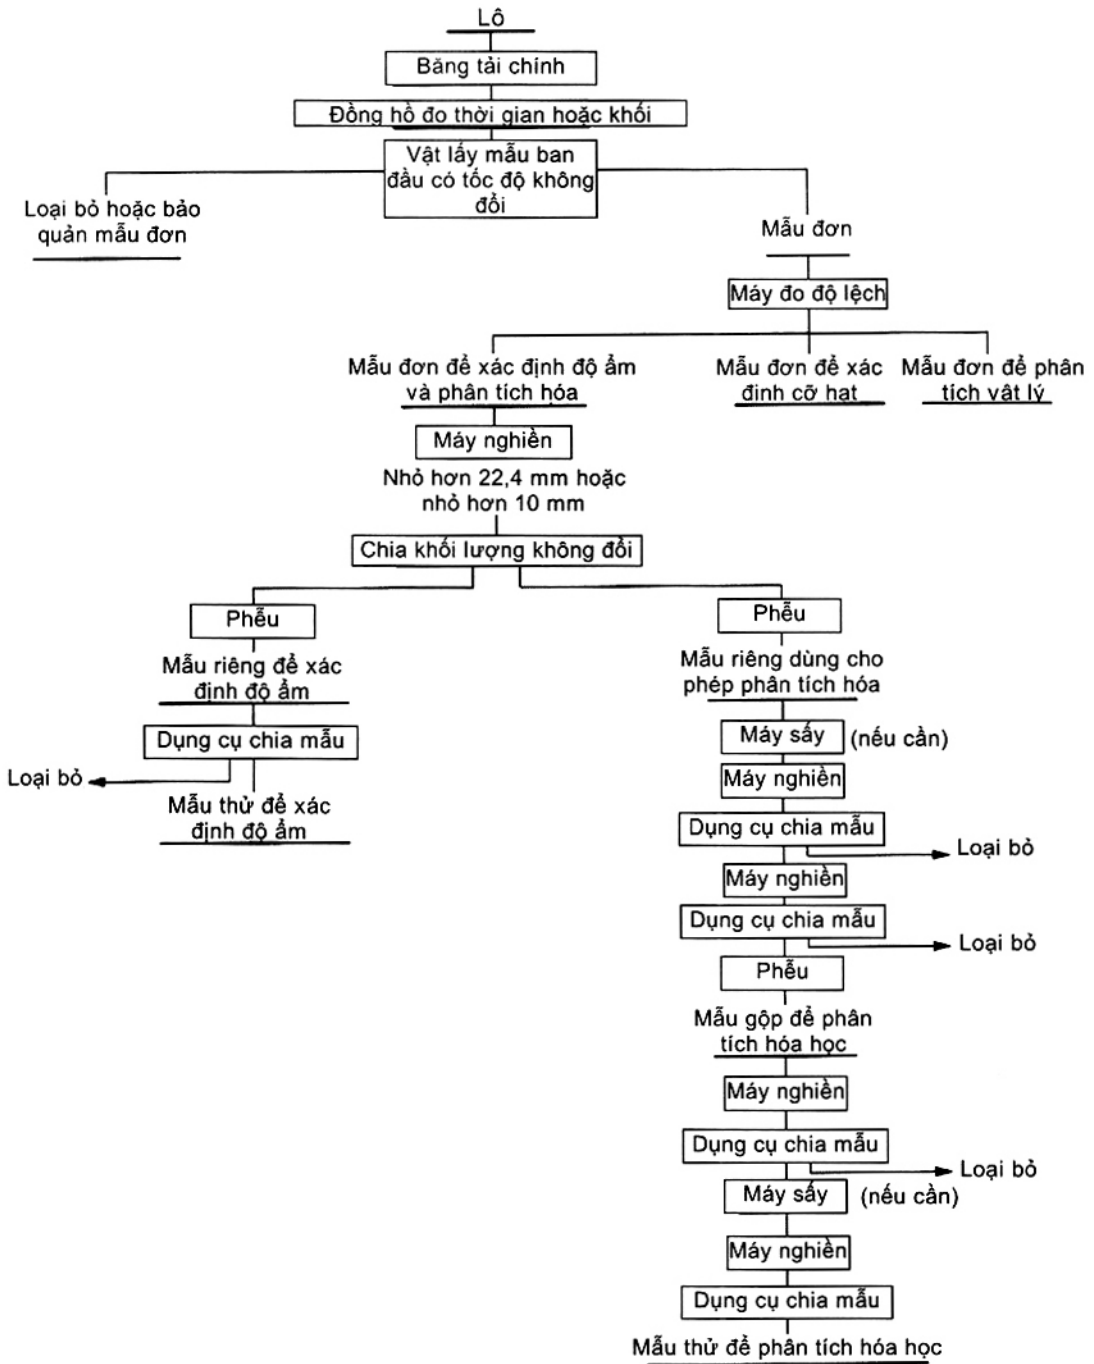 Lô
Băng tải chính
Đồng hồ đo thời gian hoặc khối
Vật lấy mẫu ban
đầu có tốc độ không
đổi
Loại bỏ hoặc bảo
quản mẫu đơn
Mẫu đơn
Máy đo độ lệch
Mẫu đơn để xác định độ ẩm
và phân tích hóa
Mẫu đơn để xác
định cỡ hạt
Mẫu đơn để phân
tích vật lý
Máy nghiền
Nhỏ hơn 22,4 mm hoặc
nhỏ hơn 10 mm
Chia khối lượng không đổi
Phễu
Mẫu riêng để xác
định độ ẩm
Dụng cụ chia mẫu
Loại bỏ
Mẫu thử để xác
định độ ẩm
Phễu
Mẫu riêng dùng cho
phép phân tích hóa
Máy sấy (nếu cần)
Máy nghiền
Dụng cụ chia mẫu
Loại bỏ
Máy nghiền
Dụng cụ chia mẫu
Loại bỏ
Phễu
Mẫu gộp để phân
tích hóa học
Máy nghiền
Dụng cụ chia mẫu
Loại bỏ
Máy sấy (nếu cần)
Máy nghiền
Dụng cụ chia mẫu
Mẫu thử để phân tích hóa học